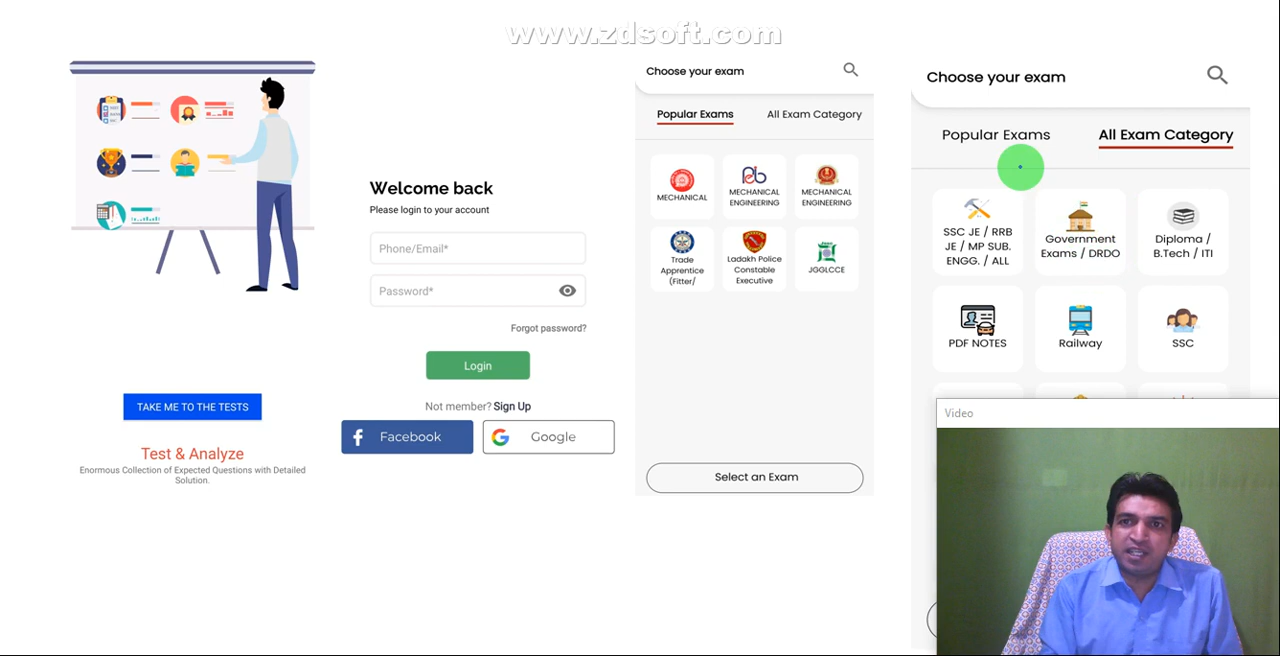 www.zdsoft.com
TAKE ME TO THE TESTS
Test & Analyze
Enormous Collection of Expected Questions with Detailed
Solution.
Welcome back
Please login to your account
Phone/Email*
Password*
Forgot password?
Login
Not member? Sign Up
Facebook
Google
Choose your exam
Popular Exams
All Exam Category
MECHANICAL
MECHANICAL
ENGINEERING
MECHANICAL
ENGINEERING
Trade
Apprentice
(Fitter/
Ladakh Police
Constable
Executive
JGGLCCE
Select an Exam
Choose your exam
Popular Exams
All Exam Category
SSC JE / RRB
JE / MP SUB.
ENGG. / ALL
Government
Exams / DRDO
Diploma /
B.Tech / ITI
PDF NOTES
Railway
SSC
Video